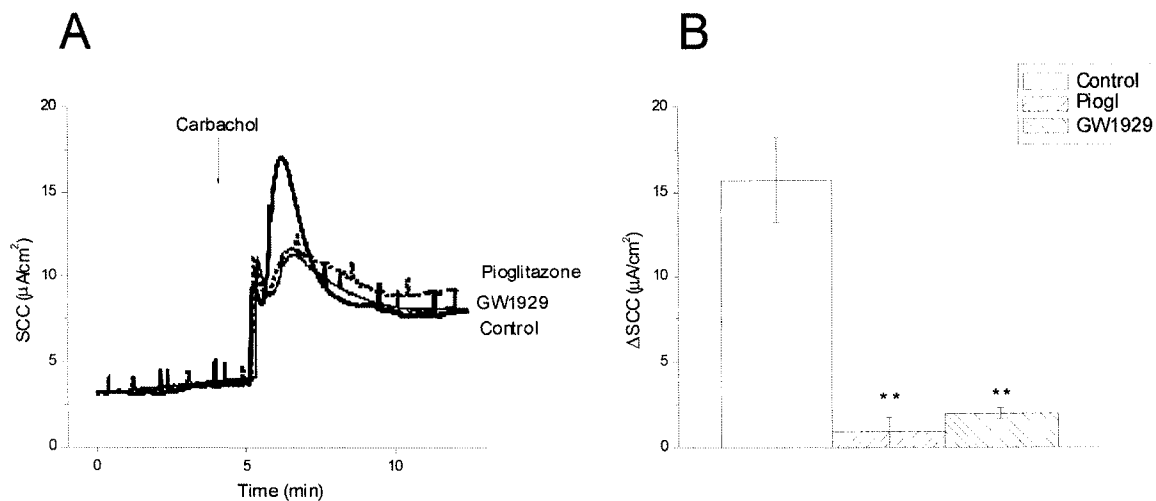 A
B
Control
Piogl
GW1929
20
15
10
5
0
SCC (µA/cm²)
Carbachol
Pioglitazone
GW1929
Control
0
5
10
Time (min)
20
15
10
5
0
ΔSCC (µA/cm²)
**
**